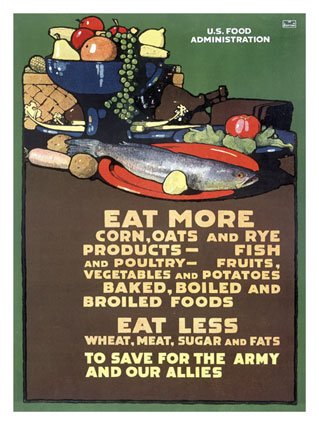 U.S. FOOD
ADMINISTRATION
EAT MORE
CORN, OATS AND RYE
PRODUCTS — FISH
AND POULTRY — FRUITS,
VEGETABLES AND POTATOES
BAKED, BOILED AND
BROILED FOODS
EAT LESS
WHEAT, MEAT, SUGAR AND FATS
TO SAVE FOR THE ARMY
AND OUR ALLIES